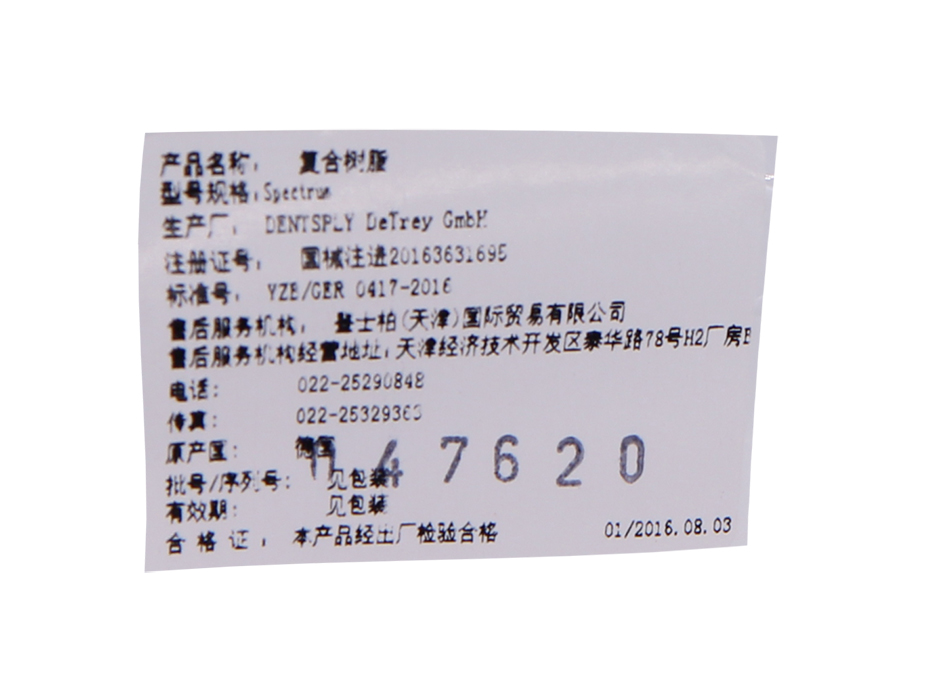 产品名称: 复合树脂
型号规格: Spectrum
生产厂: DENTSPLY DeTrey GmbH
注册证号: 国械注进20163631695
标准号: YZB/GER 0417-2016
售后服务机构: 登士柏(天津)国际贸易有限公司
售后服务机构经营地址: 天津经济技术开发区泰华路78号H2厂房B
电话: 022-25290848
传真: 022-25329363
原产国: 德国
47620
批号/序列号: 见包装
有效期: 见包装
合格证: 本产品经出厂检验合格 01/2016.08.03